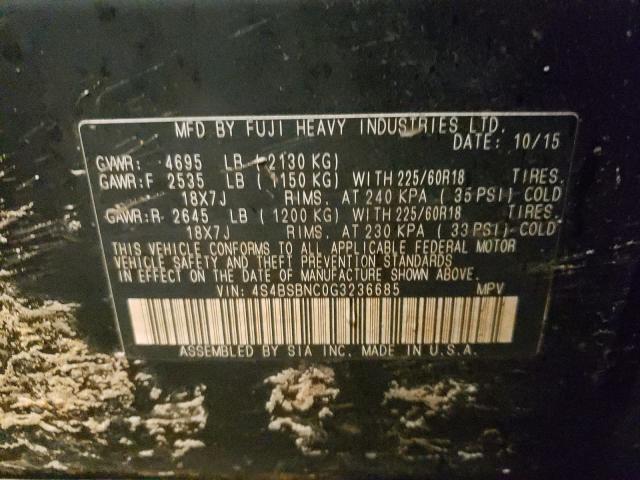 MFD BY FUJI HEAVY INDUSTRIES LTD.
DATE: 10/15
GVWR: 4695 LB ( 2130 KG)
GAWR:F 2535 LB ( 1150 KG) WITH 225/60R18 TIRES.
18X7J RIMS. AT 240 KPA ( 35 PSI) COLD
GAWR:R 2645 LB ( 1200 KG) WITH 225/60R18 TIRES.
18X7J RIMS. AT 230 KPA ( 33 PSI) COLD
THIS VEHICLE CONFORMS TO ALL APPLICABLE FEDERAL MOTOR
VEHICLE SAFETY AND THEFT PREVENTION STANDARDS
IN EFFECT ON THE DATE OF MANUFACTURE SHOWN ABOVE.
VIN: 4S4BSBNC0G3236685 MPV
ASSEMBLED BY SIA INC. MADE IN U.S.A.